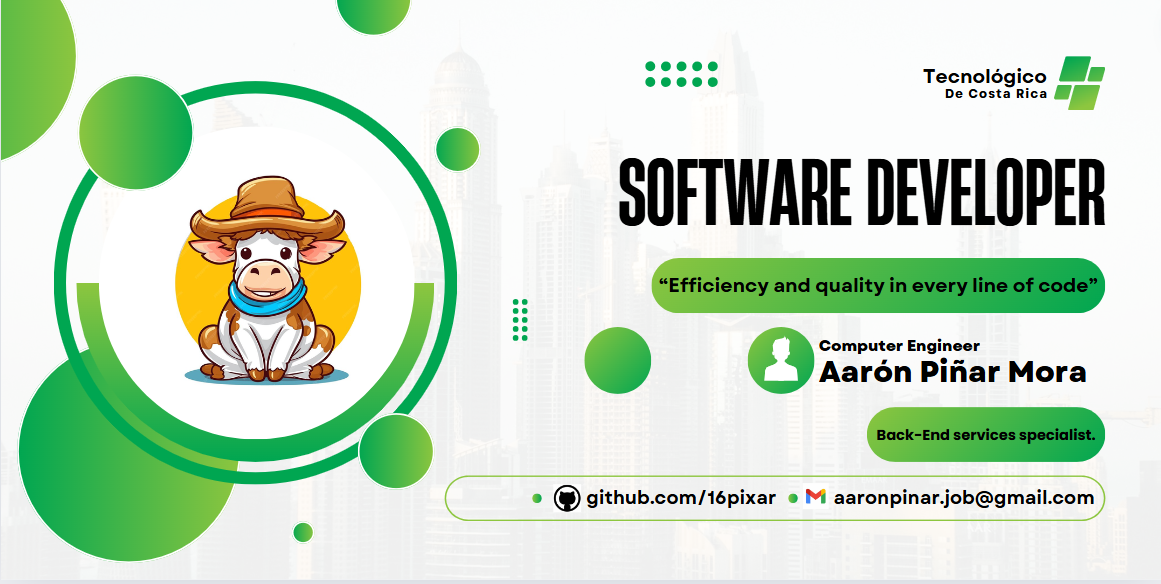 Tecnológico
De Costa Rica
SOFTWARE DEVELOPER
“Efficiency and quality in every line of code”
Computer Engineer
Aarón Piñar Mora
Back-End services specialist.
github.com/16pixar aaronpinar.job@gmail.com